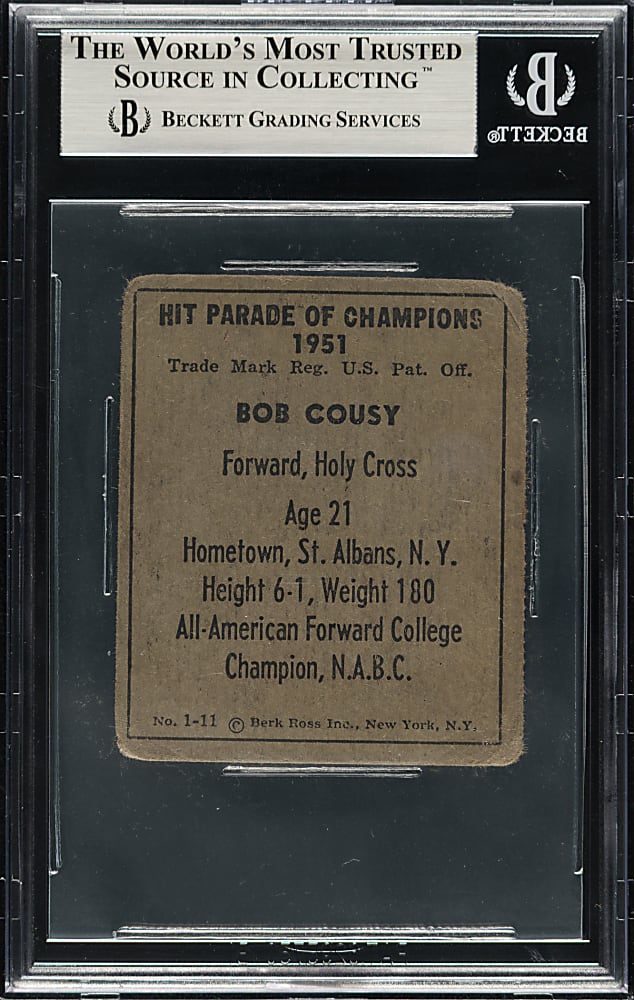 THE WORLD'S MOST TRUSTED
SOURCE IN COLLECTING™
B BECKETT GRADING SERVICES
B
BECKETT®
HIT PARADE OF CHAMPIONS
1951
Trade Mark Reg. U.S. Pat. Off.
BOB COUSY
Forward, Holy Cross
Age 21
Hometown, St. Albans, N. Y.
Height 6-1, Weight 180
All-American Forward College
Champion, N.A.B.C.
No. 1-11 © Berk Ross Inc., New York, N.Y.